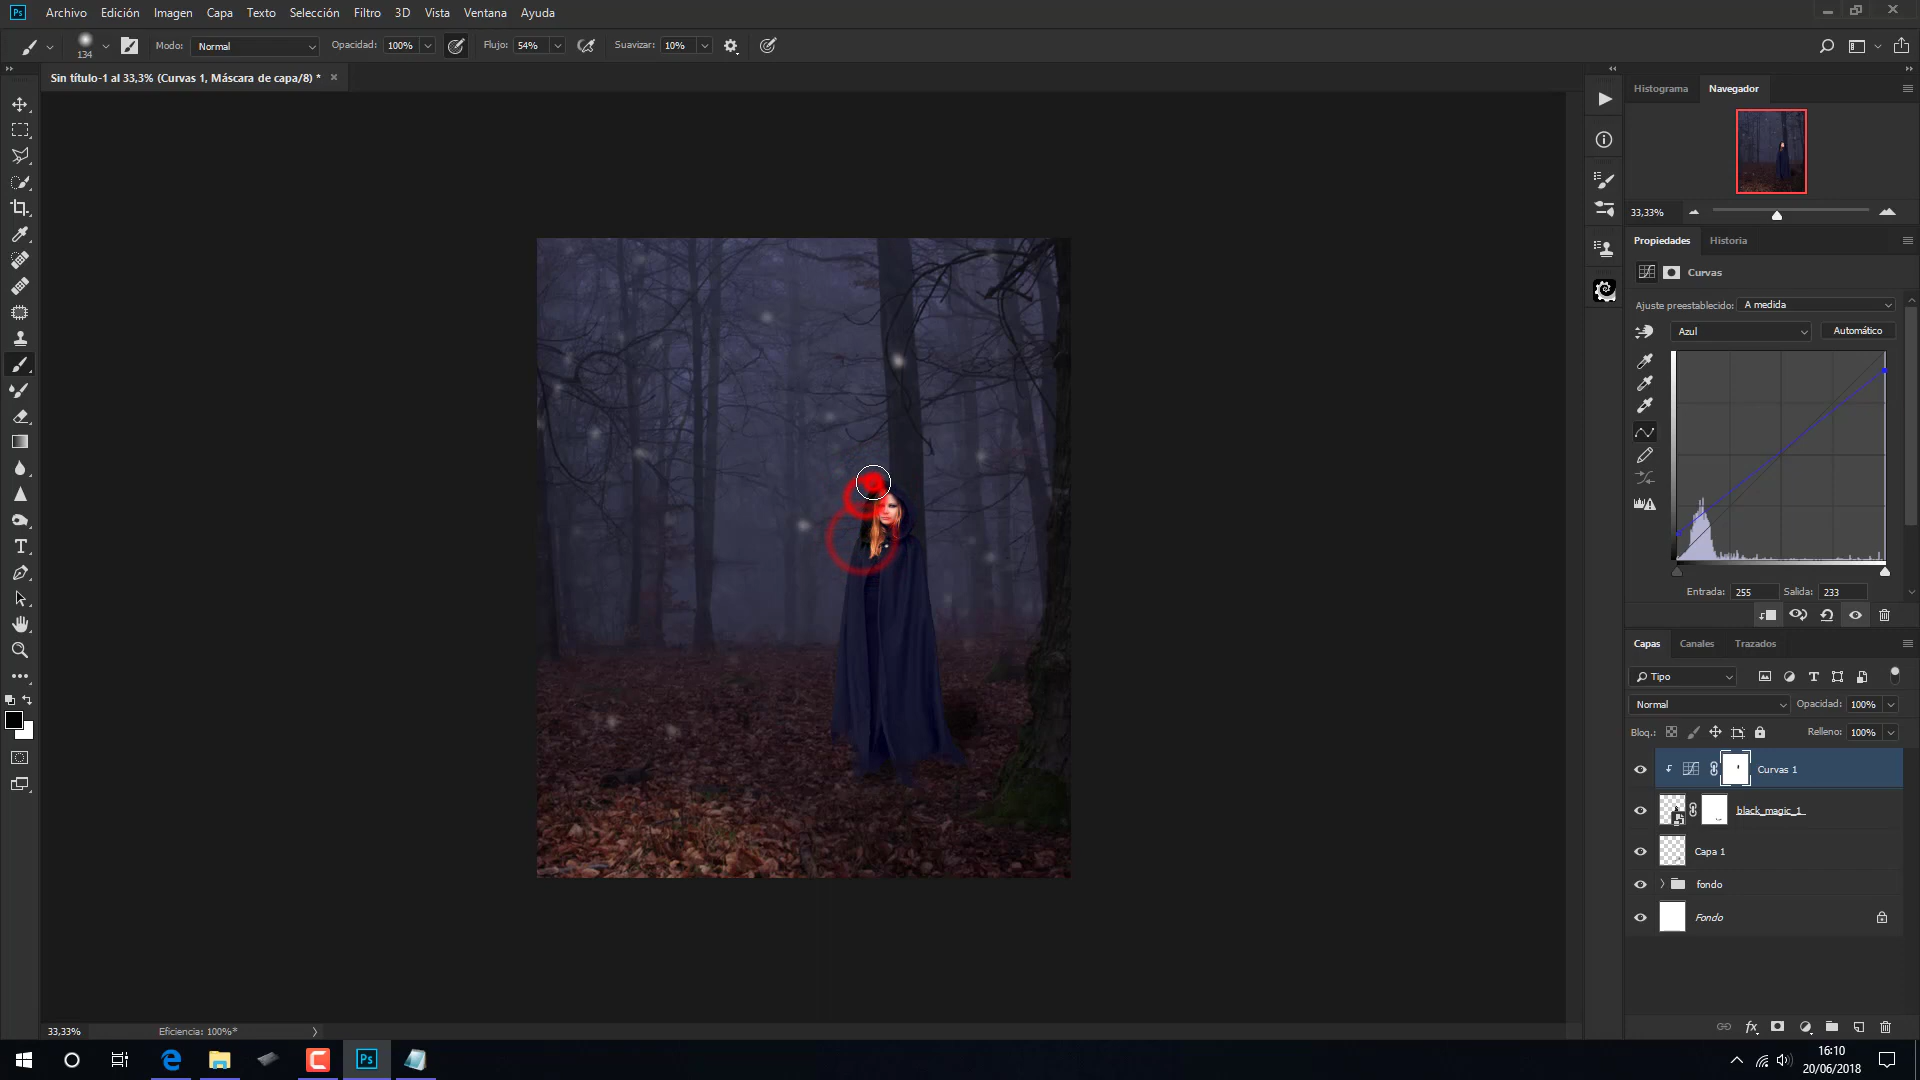 Ps Archivo Edición Imagen Capa Texto Selección Filtro 3D Vista Ventana Ayuda
134 Modo: Normal Opacidad: 100% Flujo: 54% Suavizar: 10%
Sin título-1 al 33,3% (Curvas 1, Máscara de capa/8) *
Histograma Navegador
33,33%
Propiedades Historia
Curvas
Ajuste preestablecido: A medida
Azul Automático
Entrada: 255 Salida: 233
Capas Canales Trazados
Tipo
Normal Opacidad: 100%
Bloq.: Relleno: 100%
Curvas 1
black_magic_1
Capa 1
fondo
Fondo
33,33% Eficiencia: 100%*
Ps
16:10
20/06/2018